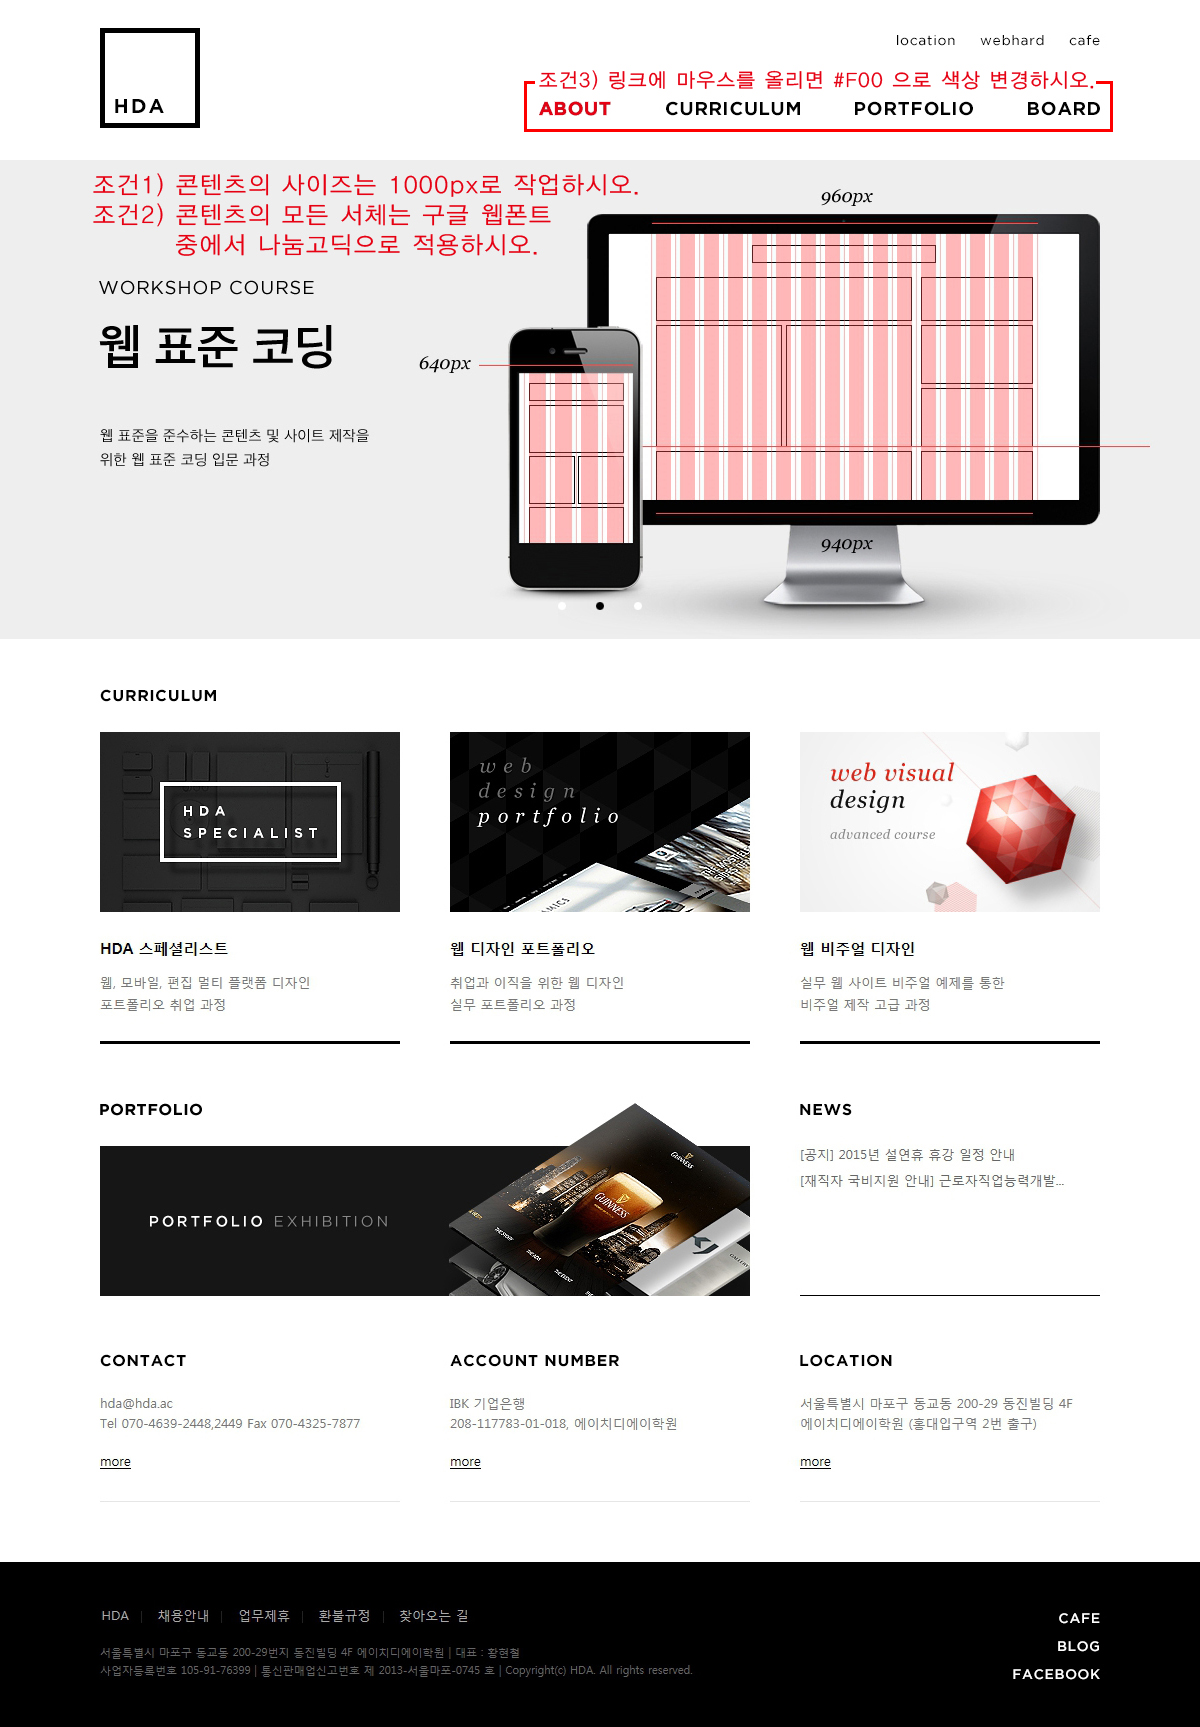 HDA
location webhard cafe
조건3) 링크에 마우스를 올리면 #F00 으로 색상 변경하시오.
ABOUT CURRICULUM PORTFOLIO BOARD
조건1) 콘텐츠의 사이즈는 1000px로 작업하시오.
조건2) 콘텐츠의 모든 서체는 구글 웹폰트
중에서 나눔고딕으로 적용하시오.
960px
WORKSHOP COURSE
웹 표준 코딩
640px
웹 표준을 준수하는 콘텐츠 및 사이트 제작을
위한 웹 표준 코딩 입문 과정
940px
CURRICULUM
HDA
SPECIALIST
web
design
portfolio
web visual
design
advanced course
HDA 스페셜리스트
웹, 모바일, 편집 멀티 플랫폼 디자인
포트폴리오 취업 과정
웹 디자인 포트폴리오
취업과 이직을 위한 웹 디자인
실무 포트폴리오 과정
웹 비주얼 디자인
실무 웹 사이트 비주얼 예제를 통한
비주얼 제작 고급 과정
PORTFOLIO
PORTFOLIO EXHIBITION
GUINNESS
GUINNESS
NEWS
[공지] 2015년 설연휴 휴강 일정 안내
[재직자 국비지원 안내] 근로자직업능력개발...
CONTACT
hda@hda.ac
Tel 070-4639-2448,2449 Fax 070-4325-7877
more
ACCOUNT NUMBER
IBK 기업은행
208-117783-01-018, 에이치디에이학원
more
LOCATION
서울특별시 마포구 동교동 200-29 동진빌딩 4F
에이치디에이학원 (홍대입구역 2번 출구)
more
HDA | 채용안내 | 업무제휴 | 환불규정 | 찾아오는 길
서울특별시 마포구 동교동 200-29번지 동진빌딩 4F 에이치디에이학원 | 대표 : 황현철
사업자등록번호 105-91-76399 | 통신판매업신고번호 제 2013-서울마포-0745 호 | Copyright(c) HDA. All rights reserved.
CAFE
BLOG
FACEBOOK